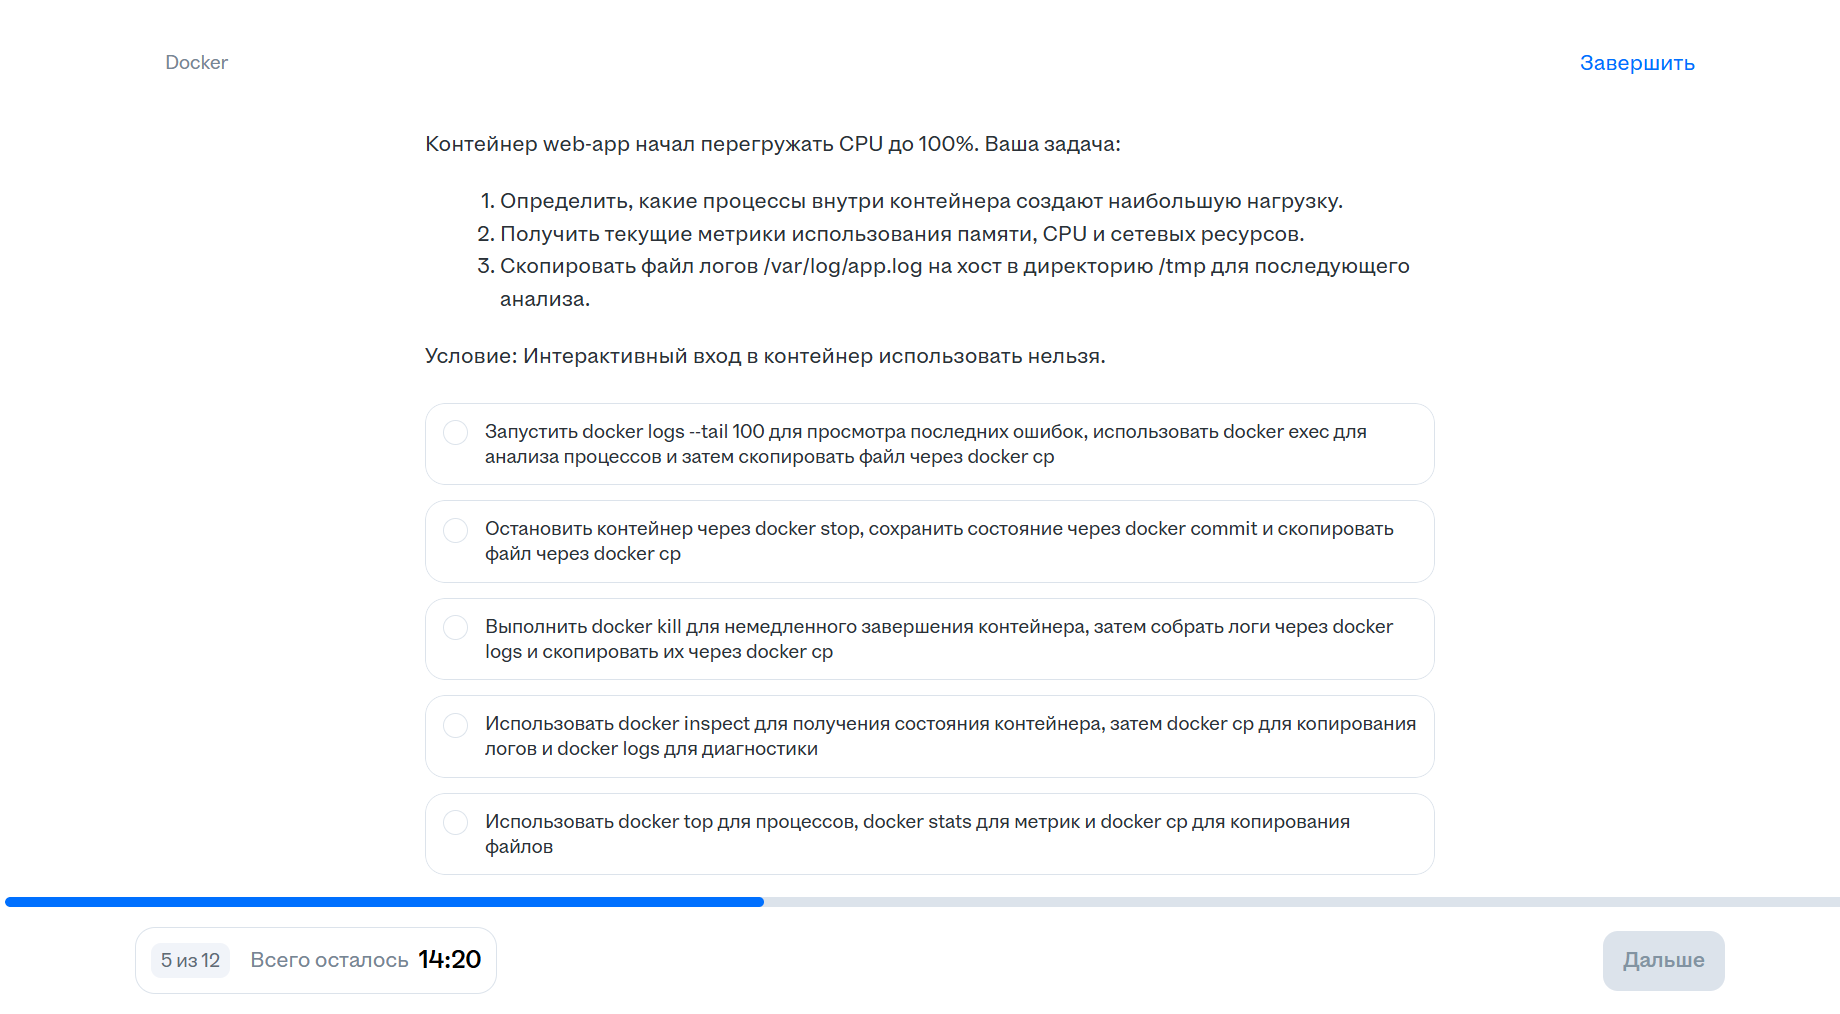 Docker
Завершить
Контейнер web-app начал перегружать CPU до 100%. Ваша задача:
1. Определить, какие процессы внутри контейнера создают наибольшую нагрузку.
2. Получить текущие метрики использования памяти, CPU и сетевых ресурсов.
3. Скопировать файл логов /var/log/app.log на хост в директорию /tmp для последующего
анализа.
Условие: Интерактивный вход в контейнер использовать нельзя.
Запустить docker logs --tail 100 для просмотра последних ошибок, использовать docker exec для
анализа процессов и затем скопировать файл через docker cp
Остановить контейнер через docker stop, сохранить состояние через docker commit и скопировать
файл через docker cp
Выполнить docker kill для немедленного завершения контейнера, затем собрать логи через docker
logs и скопировать их через docker cp
Использовать docker inspect для получения состояния контейнера, затем docker cp для копирования
логов и docker logs для диагностики
Использовать docker top для процессов, docker stats для метрик и docker cp для копирования
файлов
5 из 12
Всего осталось 14:20
Дальше